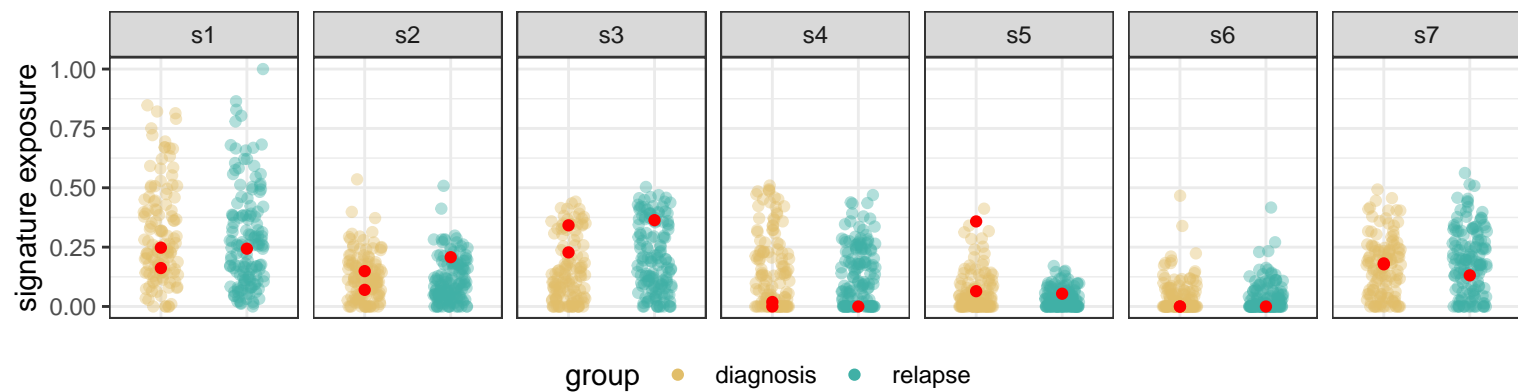 s1 s2 s3 s4 s5 s6 s7
signature exposure
1.00
0.75
0.50
0.25
0.00
group diagnosis relapse